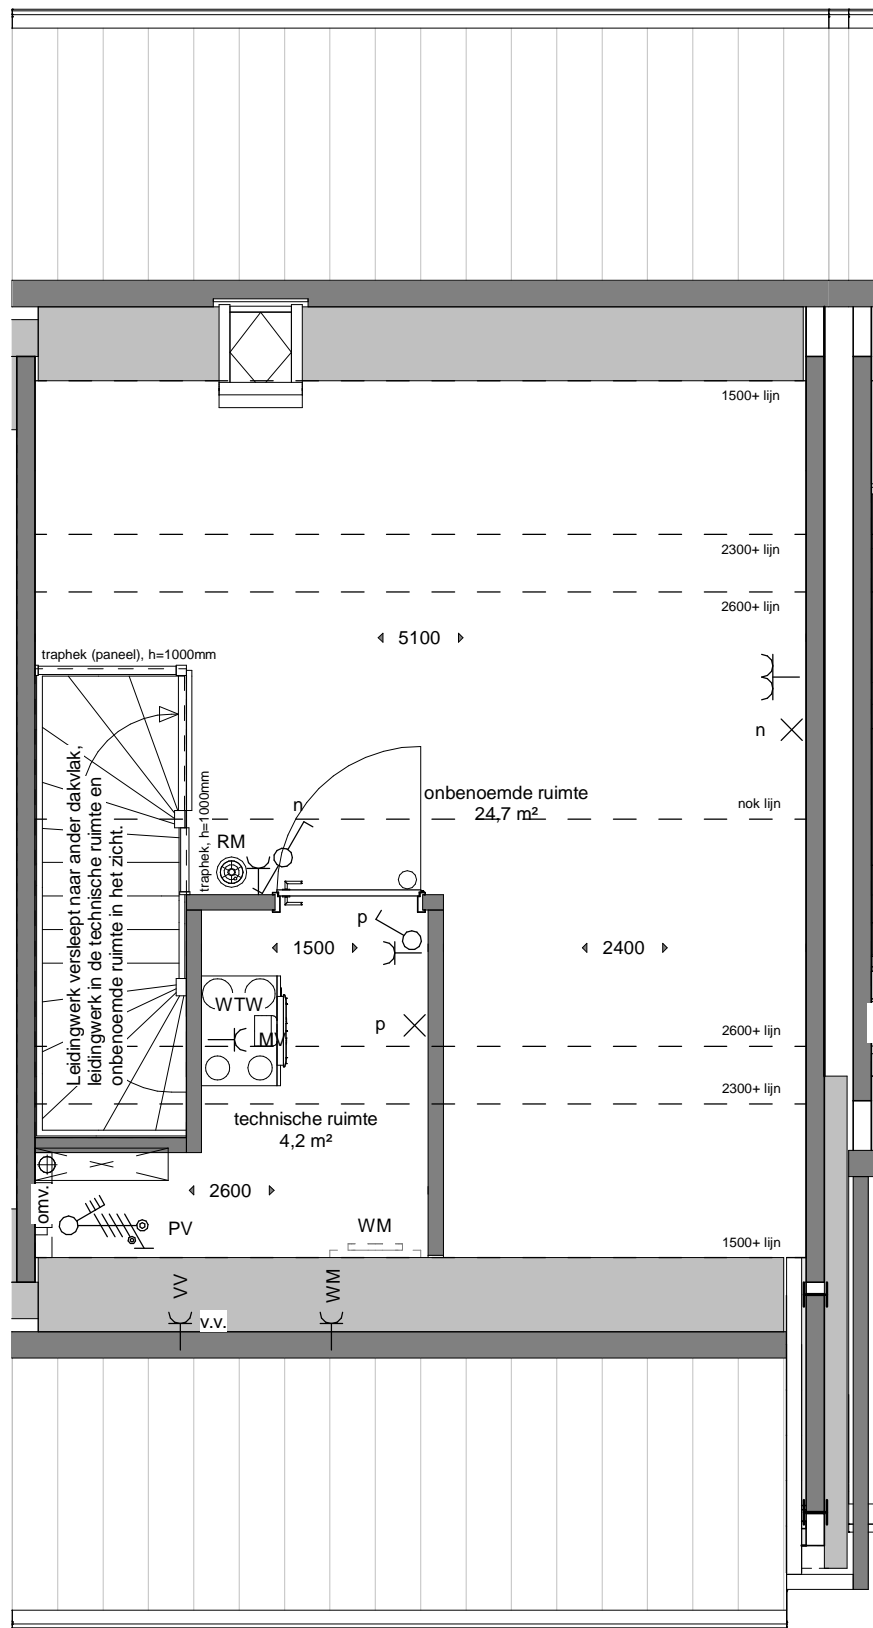 1500+ lijn
2300+ lijn
2600+ lijn
5100
traphek (paneel), h=1000mm
n
Leidingwerk versleept naar ander dakvlak,
leidingwerk in de technische ruimte en
onbenoemde ruimte in het zicht.
traphek, h=1000mm
n
onbenoemde ruimte
24,7 m²
nok lijn
RM
p
1500
2400
WTW
MV
p
2600+ lijn
2300+ lijn
technische ruimte
4,2 m²
omv.
2600
PV
WM
1500+ lijn
VV
v.v.
WM